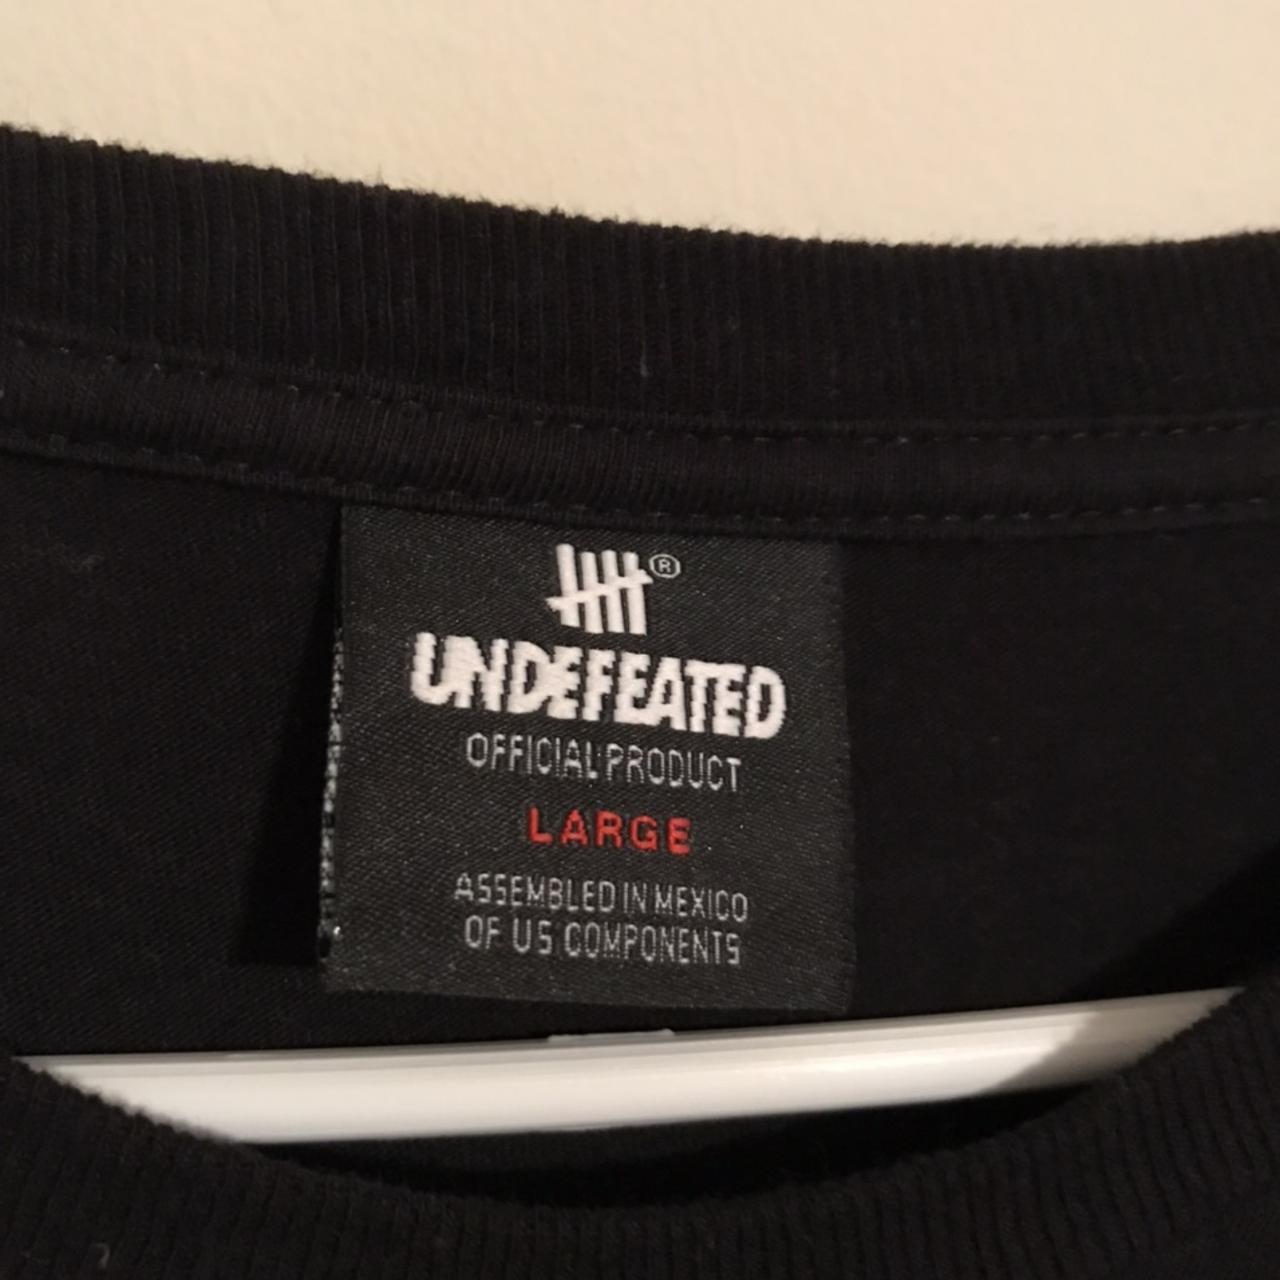 ®
UNDEFEATED
OFFICIAL PRODUCT
LARGE
ASSEMBLED IN MEXICO
OF US COMPONENTS